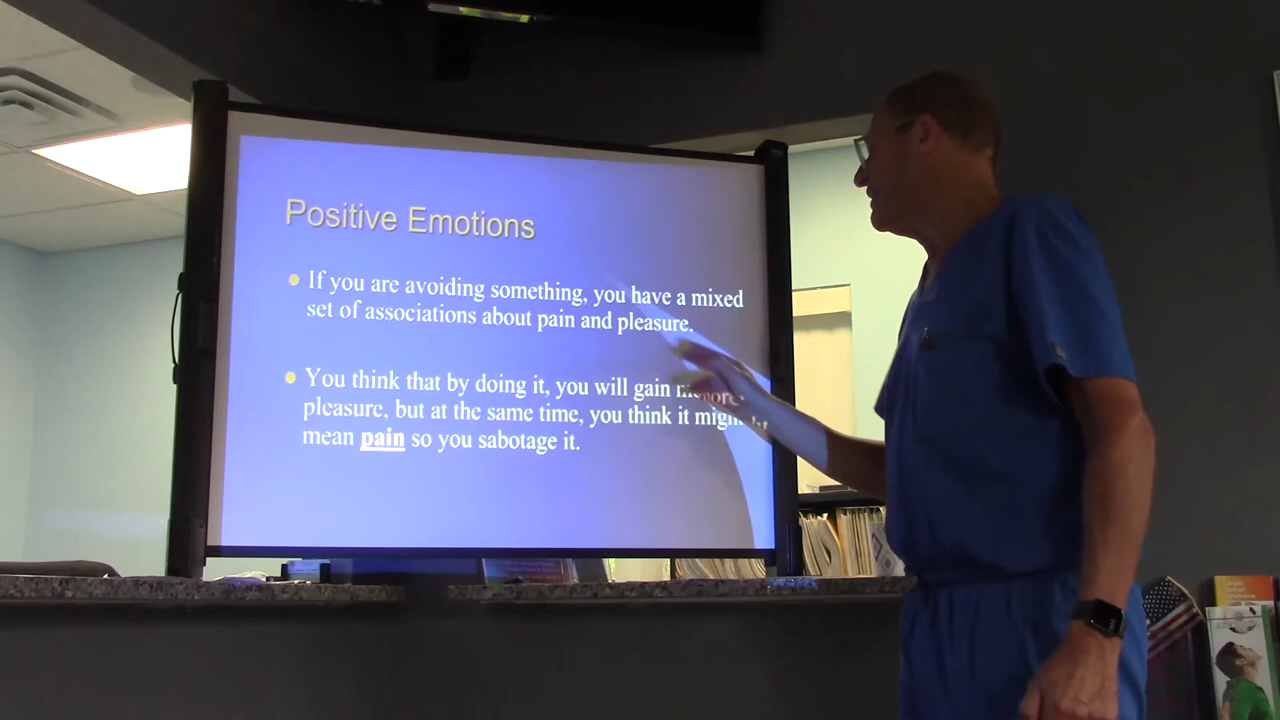 Positive Emotions
If you are avoiding something, you have a mixed
set of associations about pain and pleasure.
You think that by doing it, you will gain more
pleasure, but at the same time, you think it might
mean pain so you sabotage it.